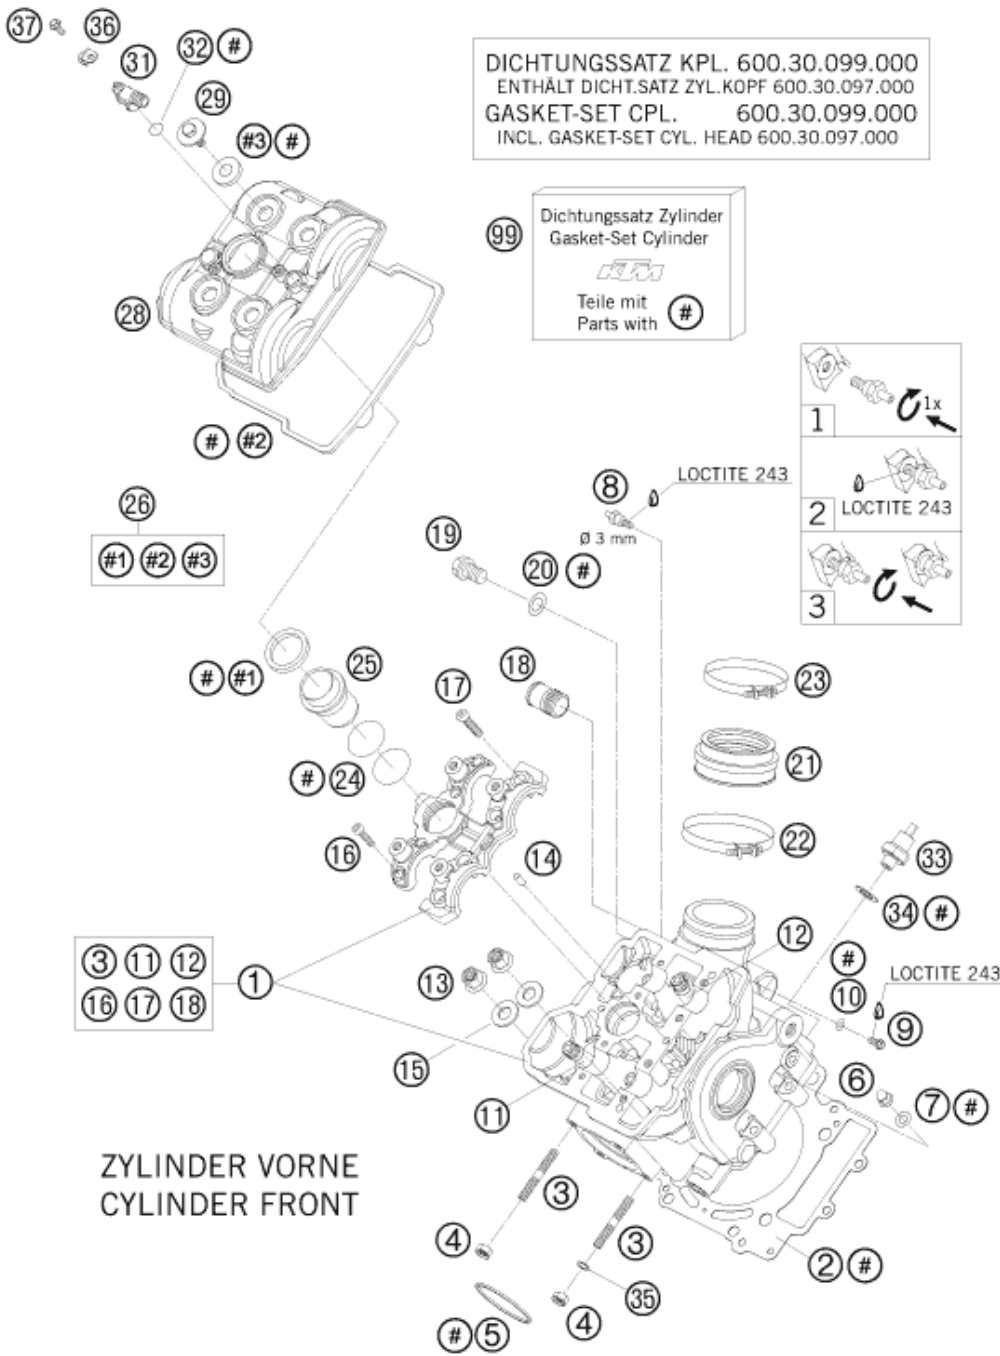 37 36
31
32 #
29
#3 #
DICHTUNGSSATZ KPL. 600.30.099.000
ENTHÄLT DICHT.SATZ ZYL.KOPF 600.30.097.000
GASKET-SET CPL. 600.30.099.000
INCL. GASKET-SET CYL. HEAD 600.30.097.000
99
Dichtungssatz Zylinder
Gasket-Set Cylinder
KTM
Teile mit
Parts with #
28
# #2
1
1x
2
LOCTITE 243
3
26
#1 #2 #3
8
LOCTITE 243
Ø 3 mm
19
20 #
# #1
25
17
18
23
21
# 24
22
16
14
33
34 #
12
3 11 12
16 17 18
1
13
#
10
LOCTITE 243
9
15
11
6
7 #
ZYLINDER VORNE
CYLINDER FRONT
3
3
4
2 #
35
4
# 5